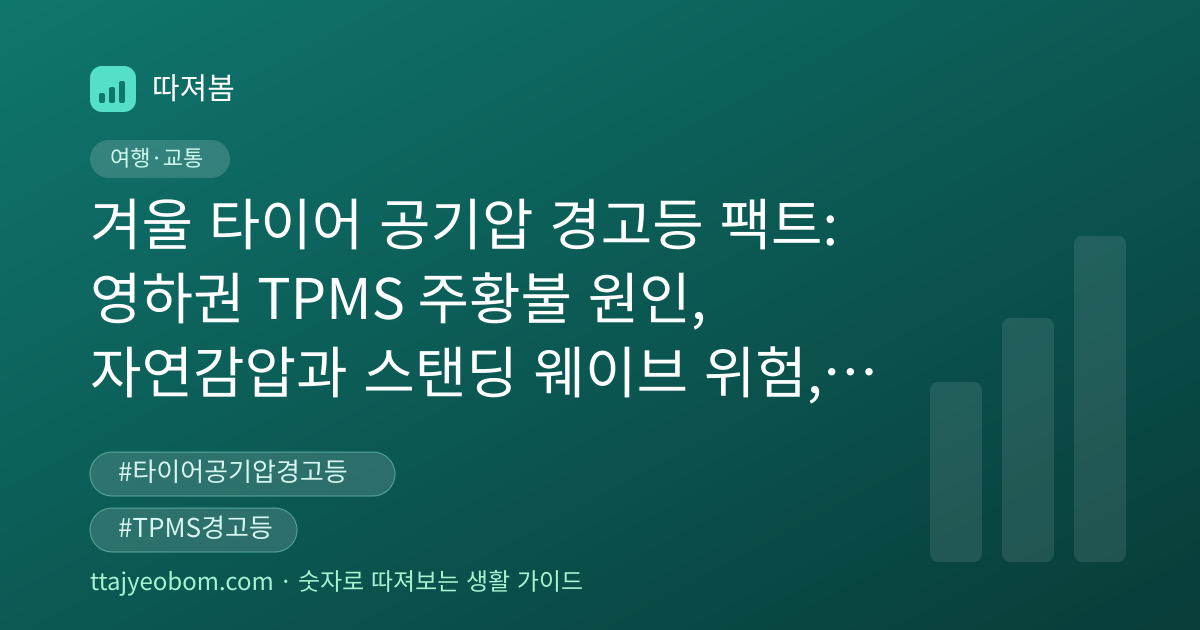 따져봄
여행·교통
겨울 타이어 공기압 경고등 팩트:
영하권 TPMS 주황불 원인,
자연감압과 스탠딩 웨이브 위험,…
#타이어공기압경고등
#TPMS경고등
ttajyeobom.com · 숫자로 따져보는 생활 가이드